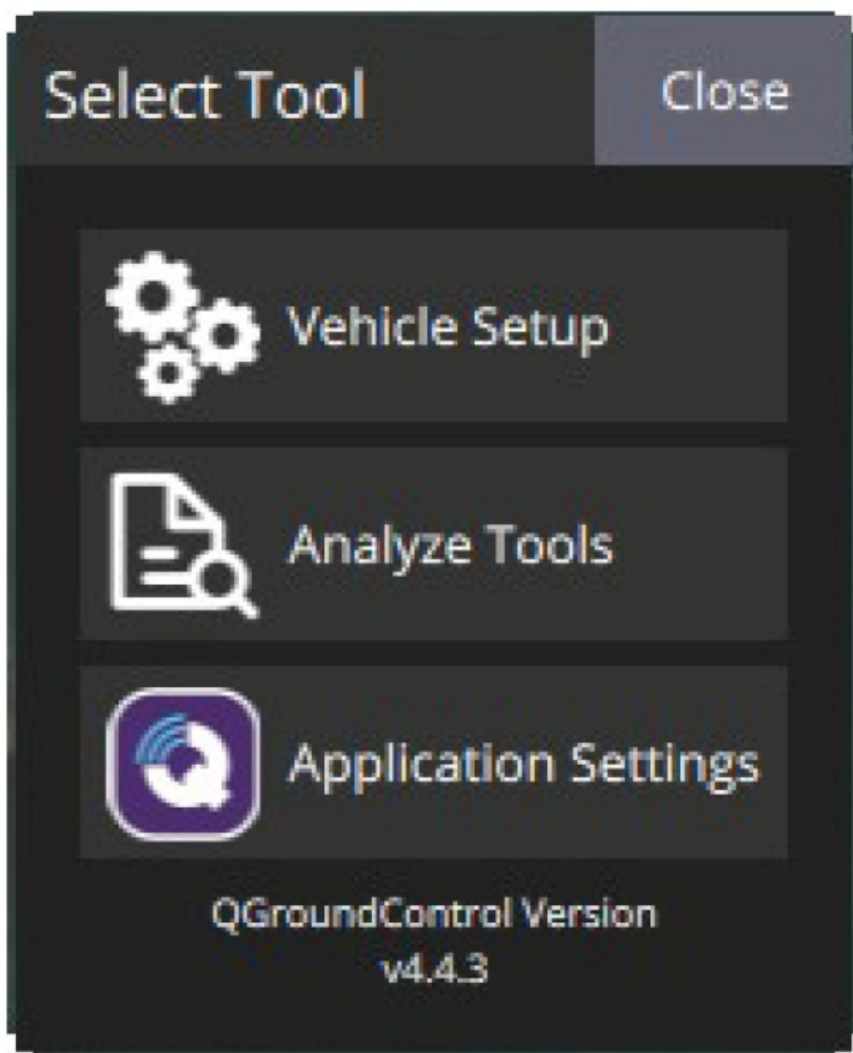 Select Tool
Close
Vehicle Setup
Analyze Tools
Application Settings
QGroundControl Version
v4.4.3